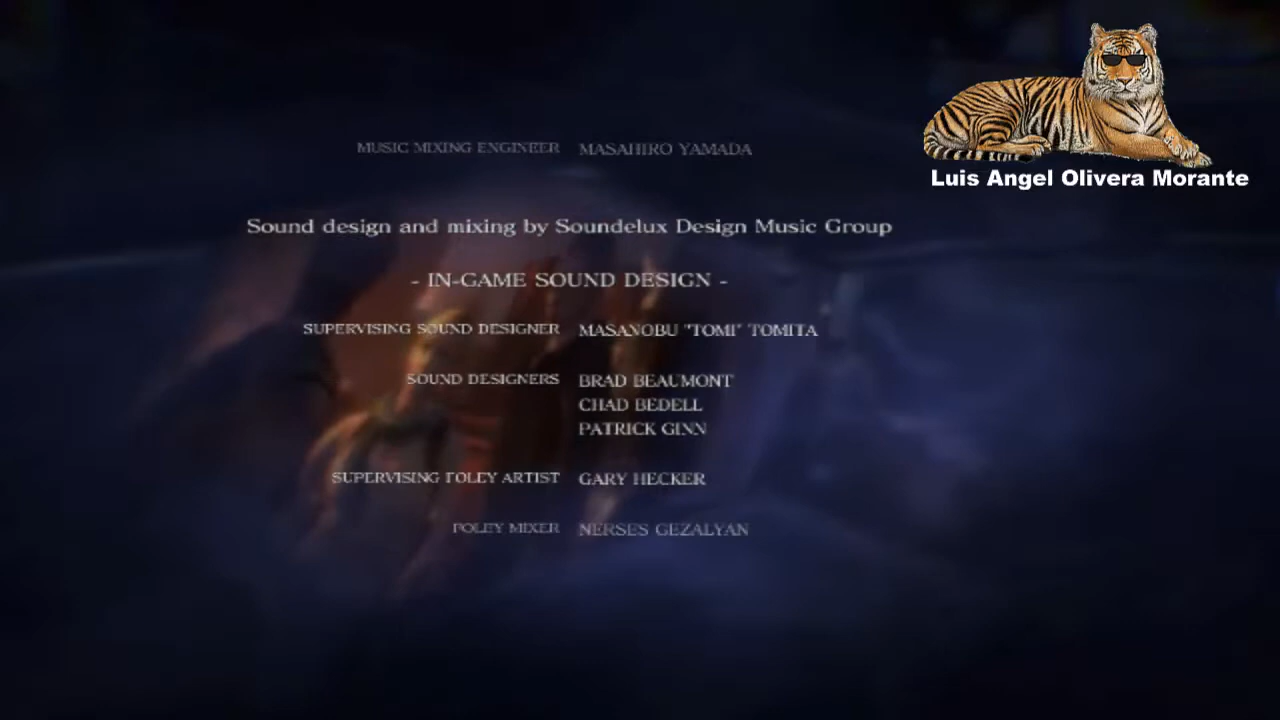 MUSIC MIXING ENGINEER MASAHIRO YAMADA
Sound design and mixing by Soundelux Design Music Group
- IN-GAME SOUND DESIGN -
SUPERVISING SOUND DESIGNER MASANOBU "TOMI" TOMITA
SOUND DESIGNERS BRAD BEAUMONT
CHAD BEDELL
PATRICK GINN
SUPERVISING FOLEY ARTIST GARY HECKER
FOLEY MIXER NERSES GEZALYAN
Luis Angel Olivera Morante